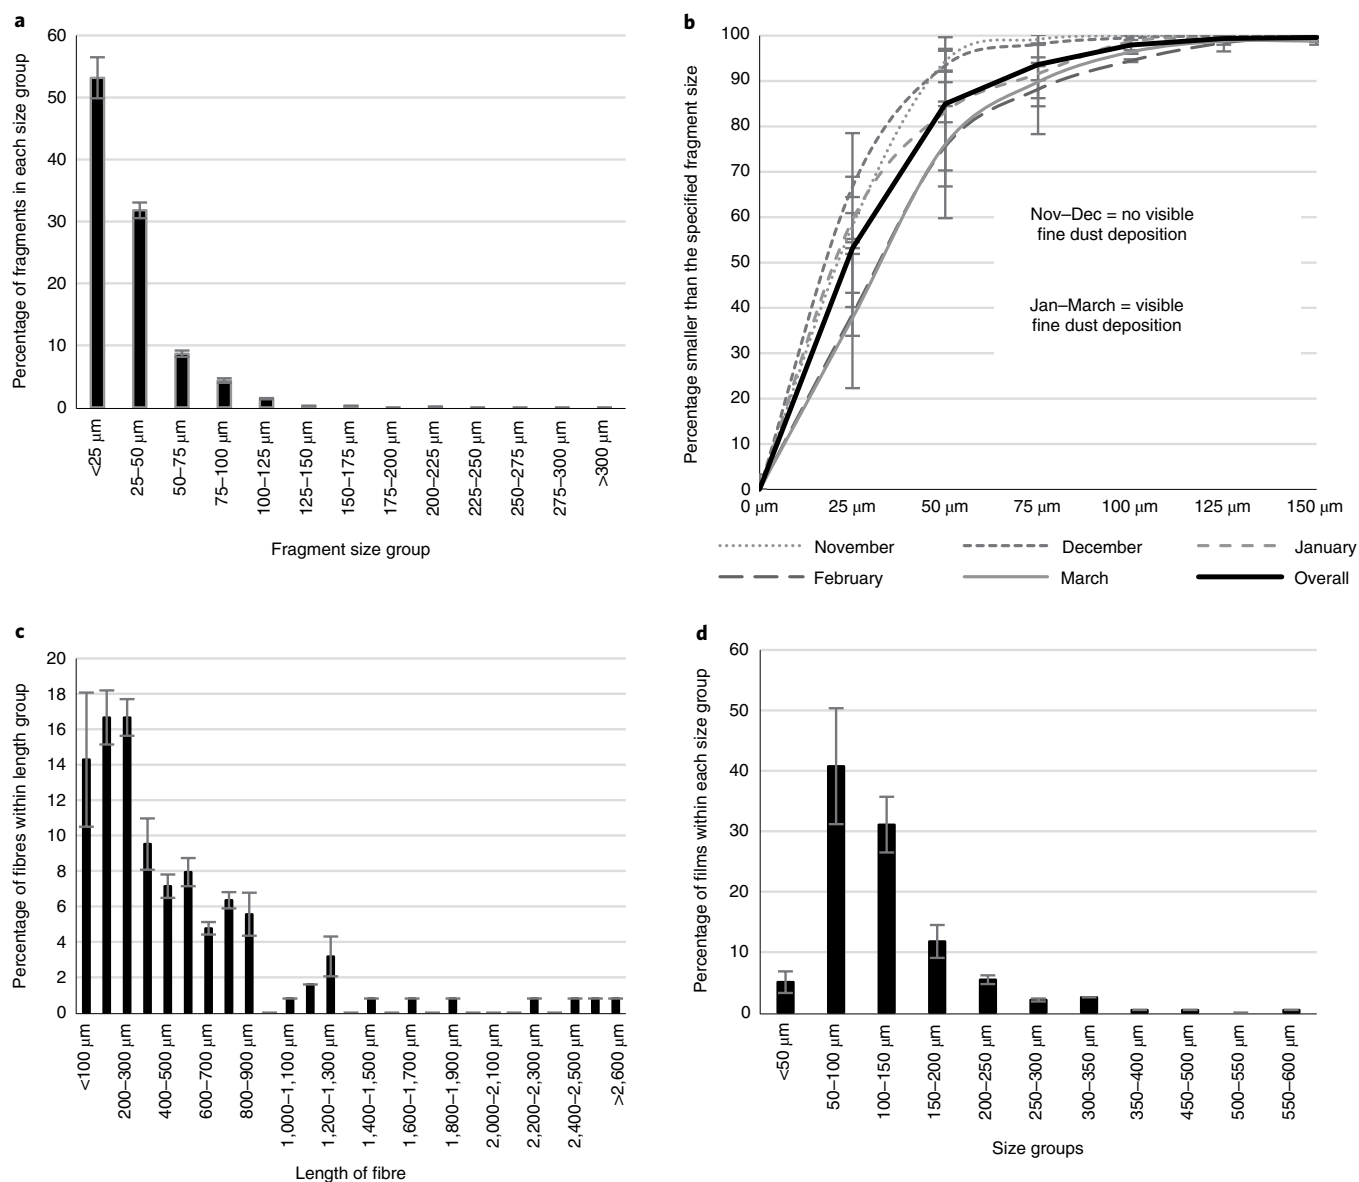 a
Percentage of fragments in each size group
60
50
40
30
20
10
0
<25 μm
25–50 μm
50–75 μm
75–100 μm
100–125 μm
125–150 μm
150–175 μm
175–200 μm
200–225 μm
225–250 μm
250–275 μm
275–300 μm
>300 μm
Fragment size group
b
Percentage smaller than the specified fragment size
100
90
80
70
60
50
40
30
20
10
0
Nov–Dec = no visible
fine dust deposition
Jan–March = visible
fine dust deposition
0 μm
25 μm
50 μm
75 μm
100 μm
125 μm
150 μm
November
December
January
February
March
Overall
c
Percentage of fibres within length group
20
18
16
14
12
10
8
6
4
2
0
<100 μm
200–300 μm
400–500 μm
600–700 μm
800–900 μm
1,000–1,100 μm
1,200–1,300 μm
1,400–1,500 μm
1,600–1,700 μm
1,800–1,900 μm
2,000–2,100 μm
2,200–2,300 μm
2,400–2,500 μm
>2,600 μm
Length of fibre
d
Percentage of films within each size group
60
50
40
30
20
10
0
<50 μm
50–100 μm
100–150 μm
150–200 μm
200–250 μm
250–300 μm
300–350 μm
350–400 μm
450–500 μm
500–550 μm
550–600 μm
Size groups